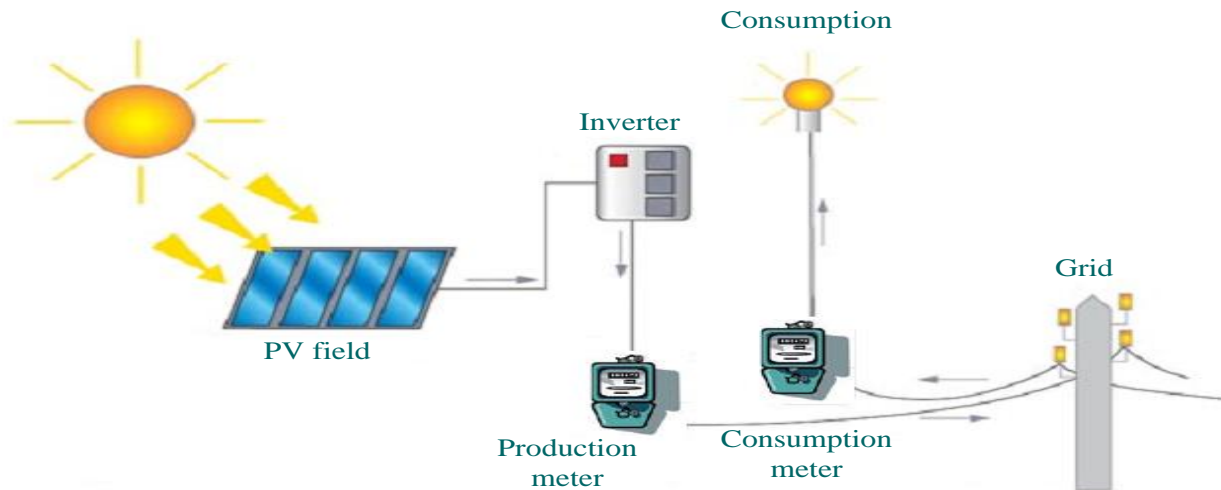 Consumption
Inverter
Grid
PV field
Production
meter
Consumption
meter